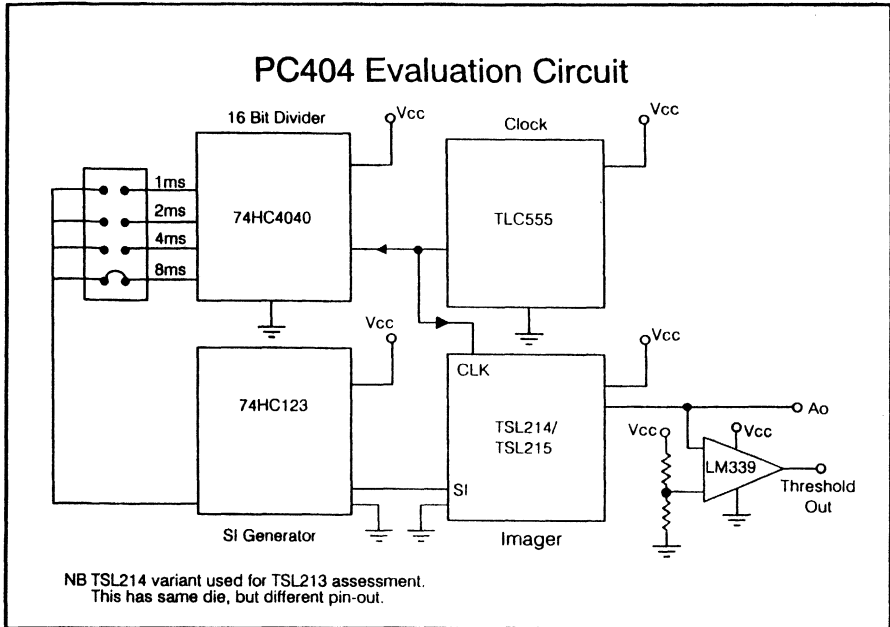 PC404 Evaluation Circuit
16 Bit Divider
Vcc
Clock
Vcc
1ms
2ms
4ms
8ms
74HC4040
TLC555
Vcc
Vcc
CLK
74HC123
TSL214/
TSL215
Ao
Vcc
Vcc
LM339
SI
Threshold
Out
SI Generator
Imager
NB TSL214 variant used for TSL213 assessment.
This has same die, but different pin-out.